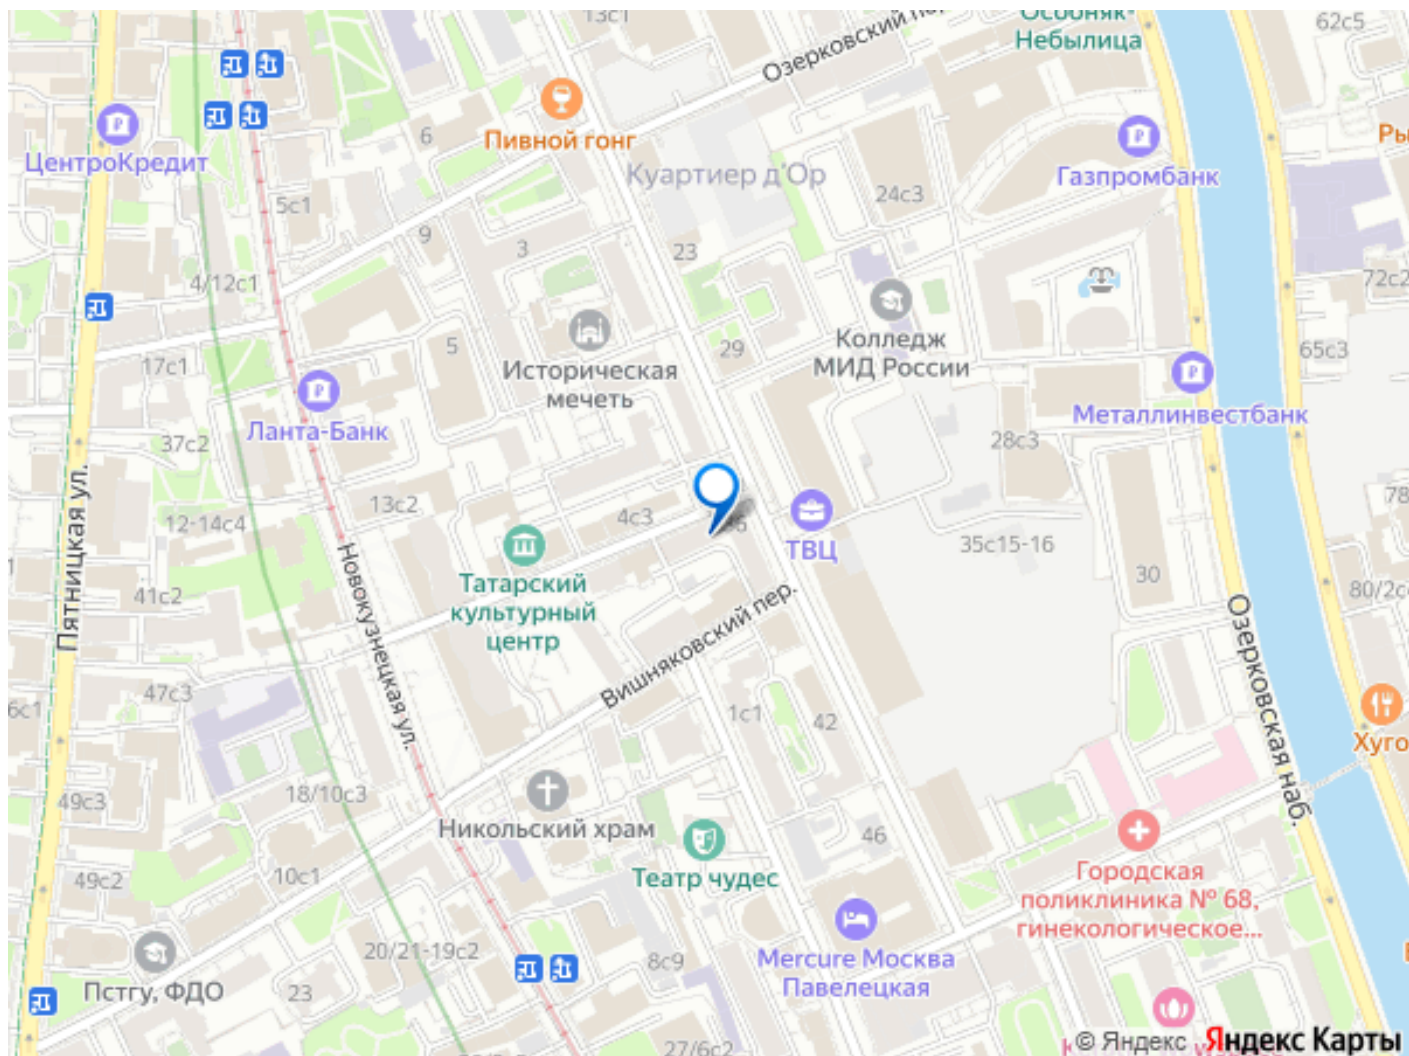 13с1
Озерковский пер.
Особняк-
Небылица
62с5
ЦентроКредит
6
Пивной гонг
Куартиер д'Ор
24с3
Газпромбанк
Ры
5с1
9
3
23
4/12с1
72с2
17с1
5
Историческая
мечеть
29
Колледж
МИД России
65с3
Ланта-Банк
Металлинвестбанк
37с2
28с3
Пятницкая ул.
13с2
12-14с4
4с3
ТВЦ
35с15-16
78
Новокузнецкая ул.
Татарский
культурный
центр
30
41с2
80/2с
Вишняковский пер.
Озерковская наб.
47с3
6с1
1с1
42
Хуго
49с3
18/10с3
Никольский храм
46
Театр чудес
Городская
поликлиника № 68,
гинекологическое...
49с2
10с1
20/21-19с2
8с9
Mercure Москва
Павелецкая
Пстгу, ФДО
23
27/6с2
© Яндекс Яндекс Карты